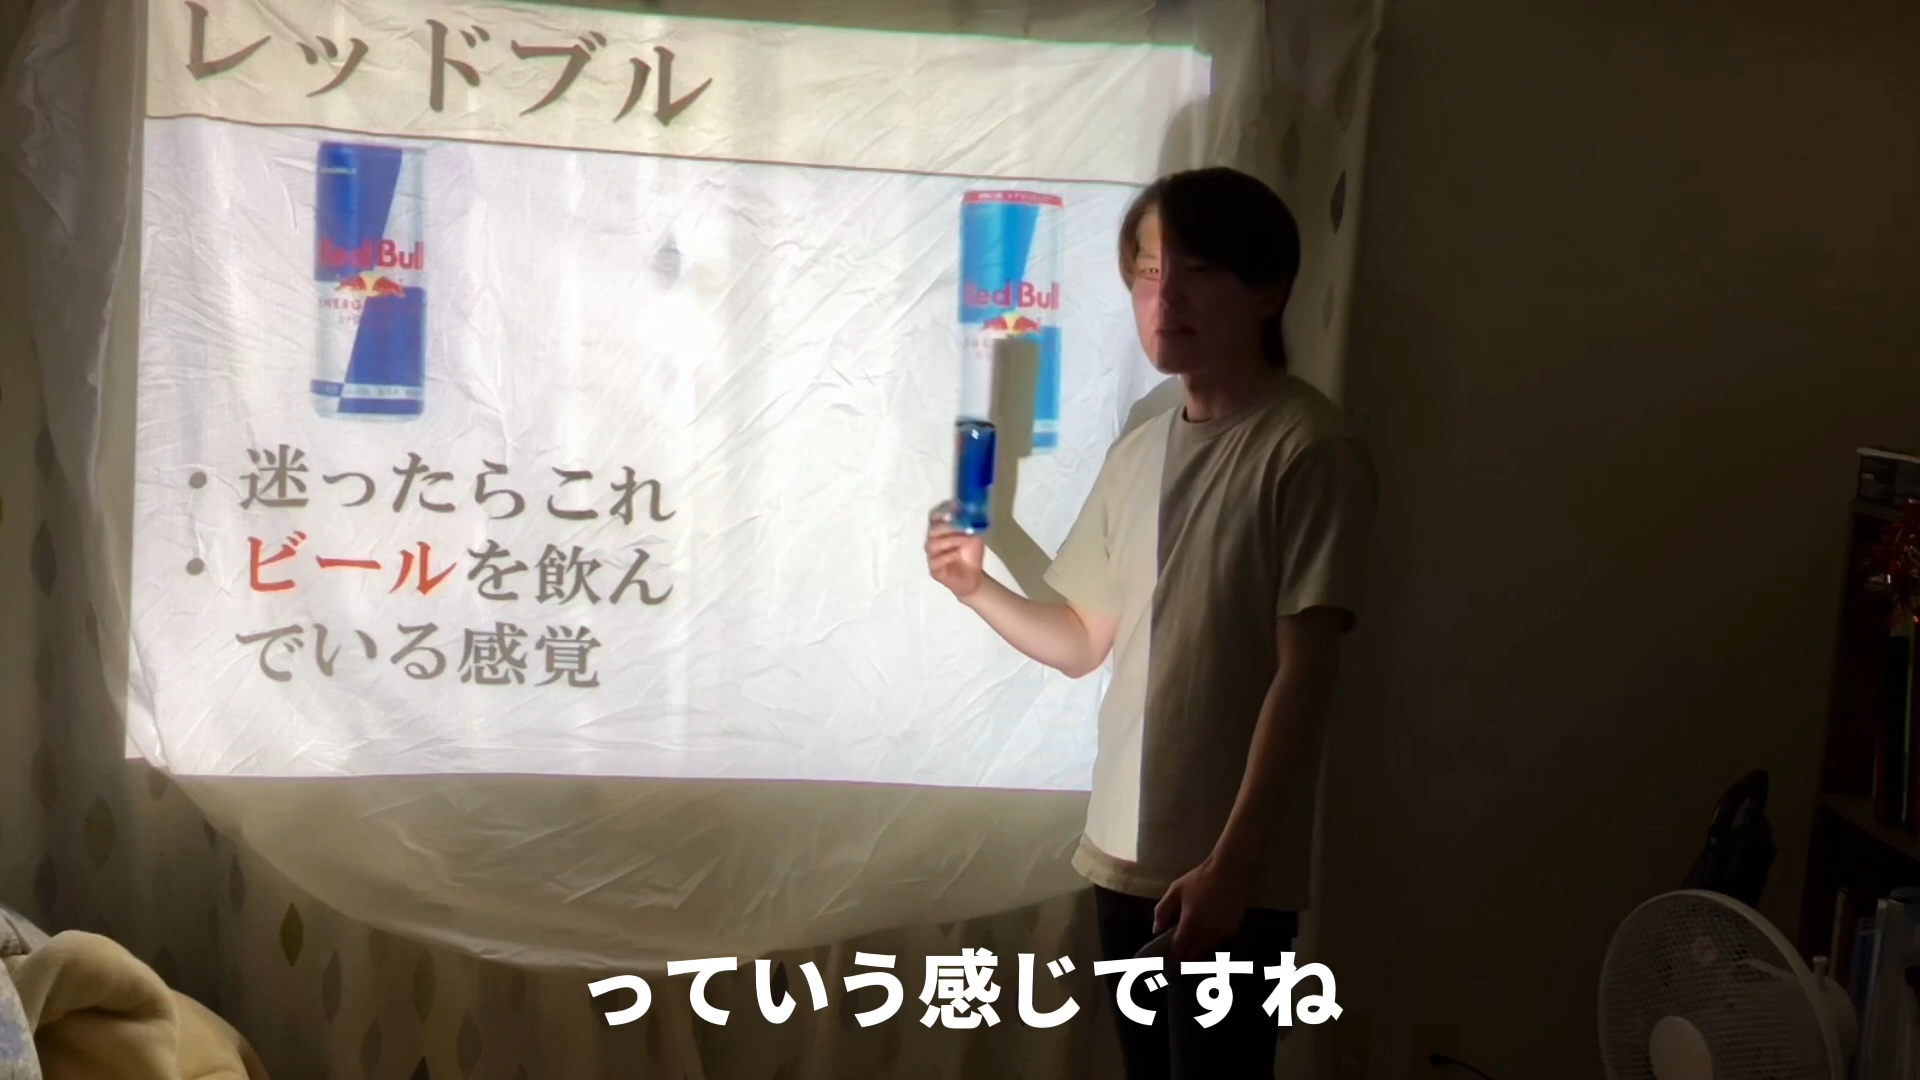 レッドブル
Red Bull
Red Bull
・迷ったらこれ
・ビールを飲ん
でいる感覚
っていう感じですね